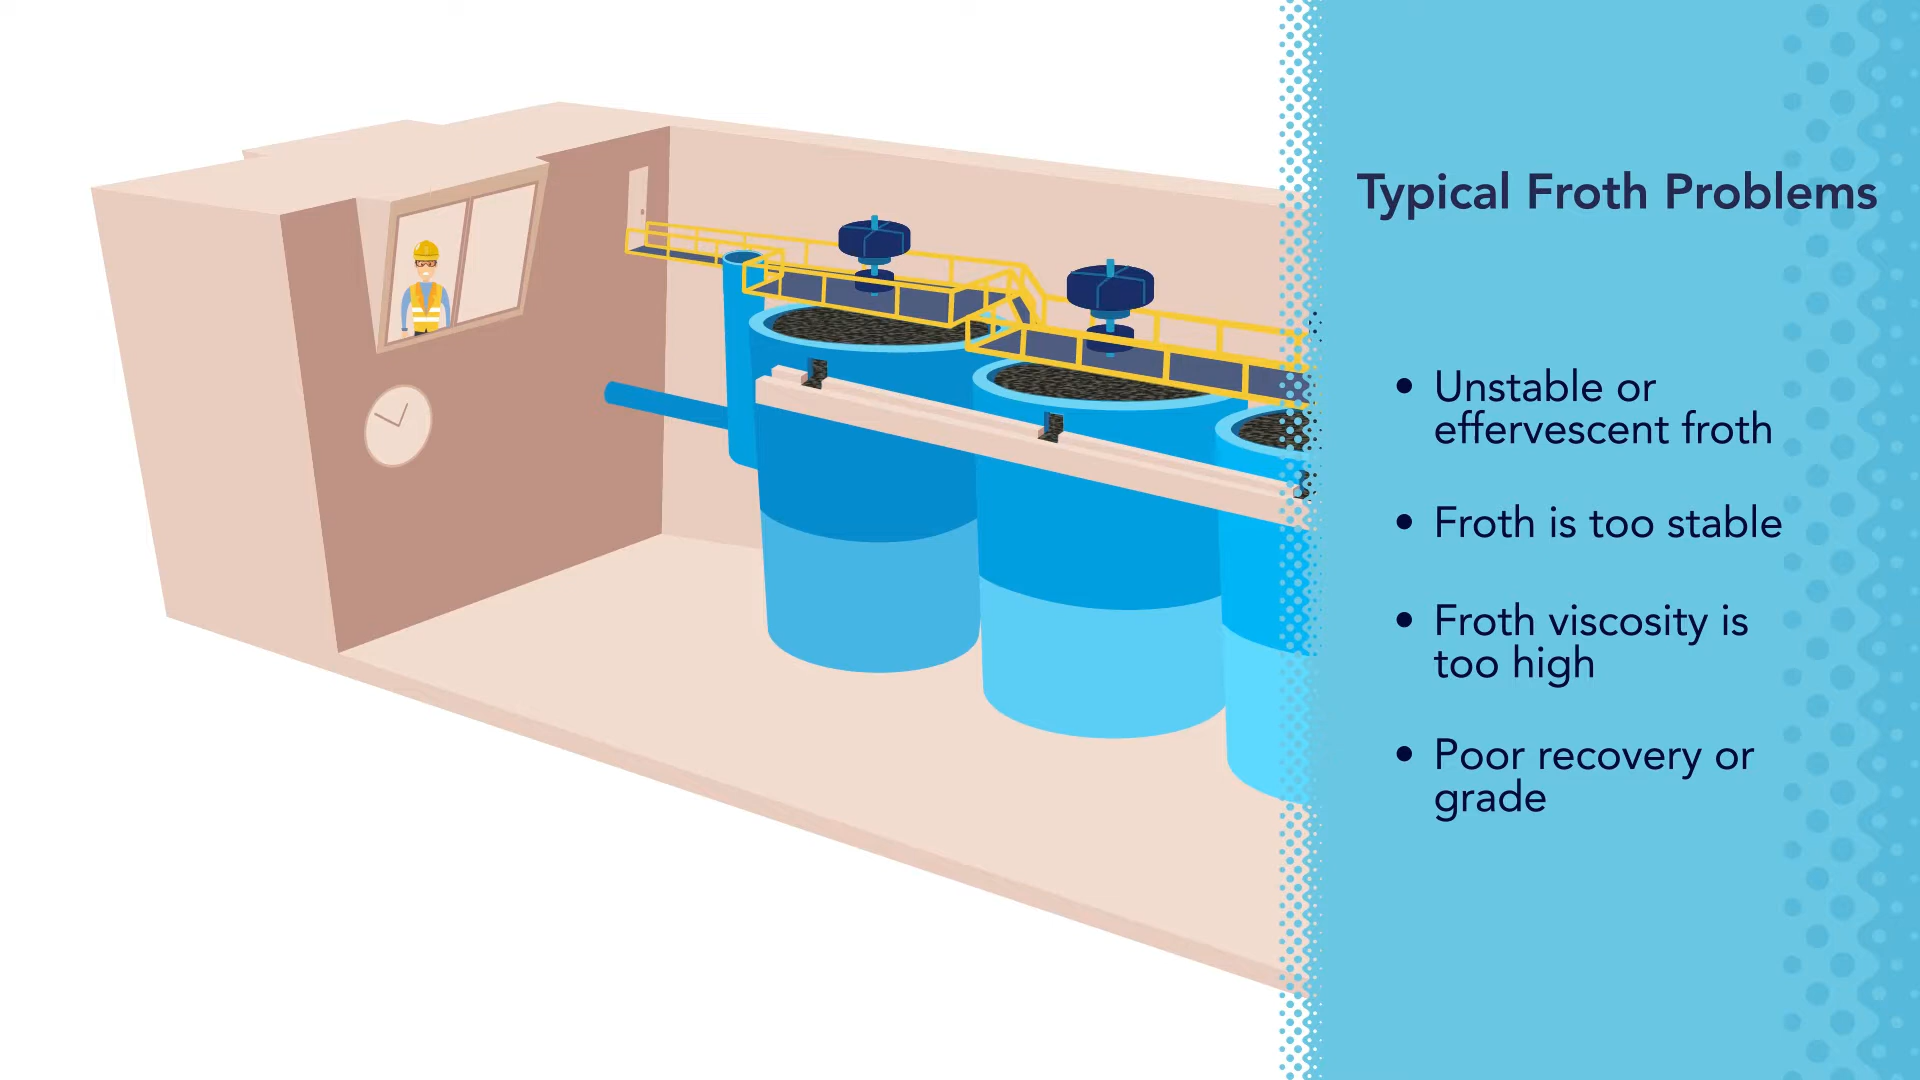 Typical Froth Problems
• Unstable or
effervescent froth
• Froth is too stable
• Froth viscosity is
too high
• Poor recovery or
grade